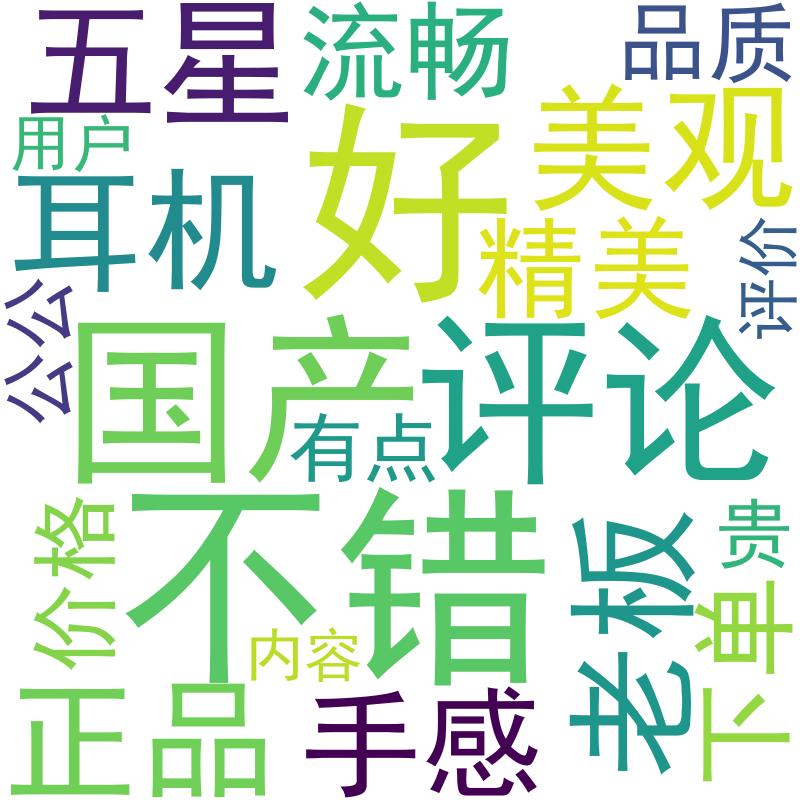 五星
流畅
品质
用户
好
美观
耳机
精美
评价
公公
国产
评论
有点
不错
价格
老板
贵
下单
内容
正品
手感